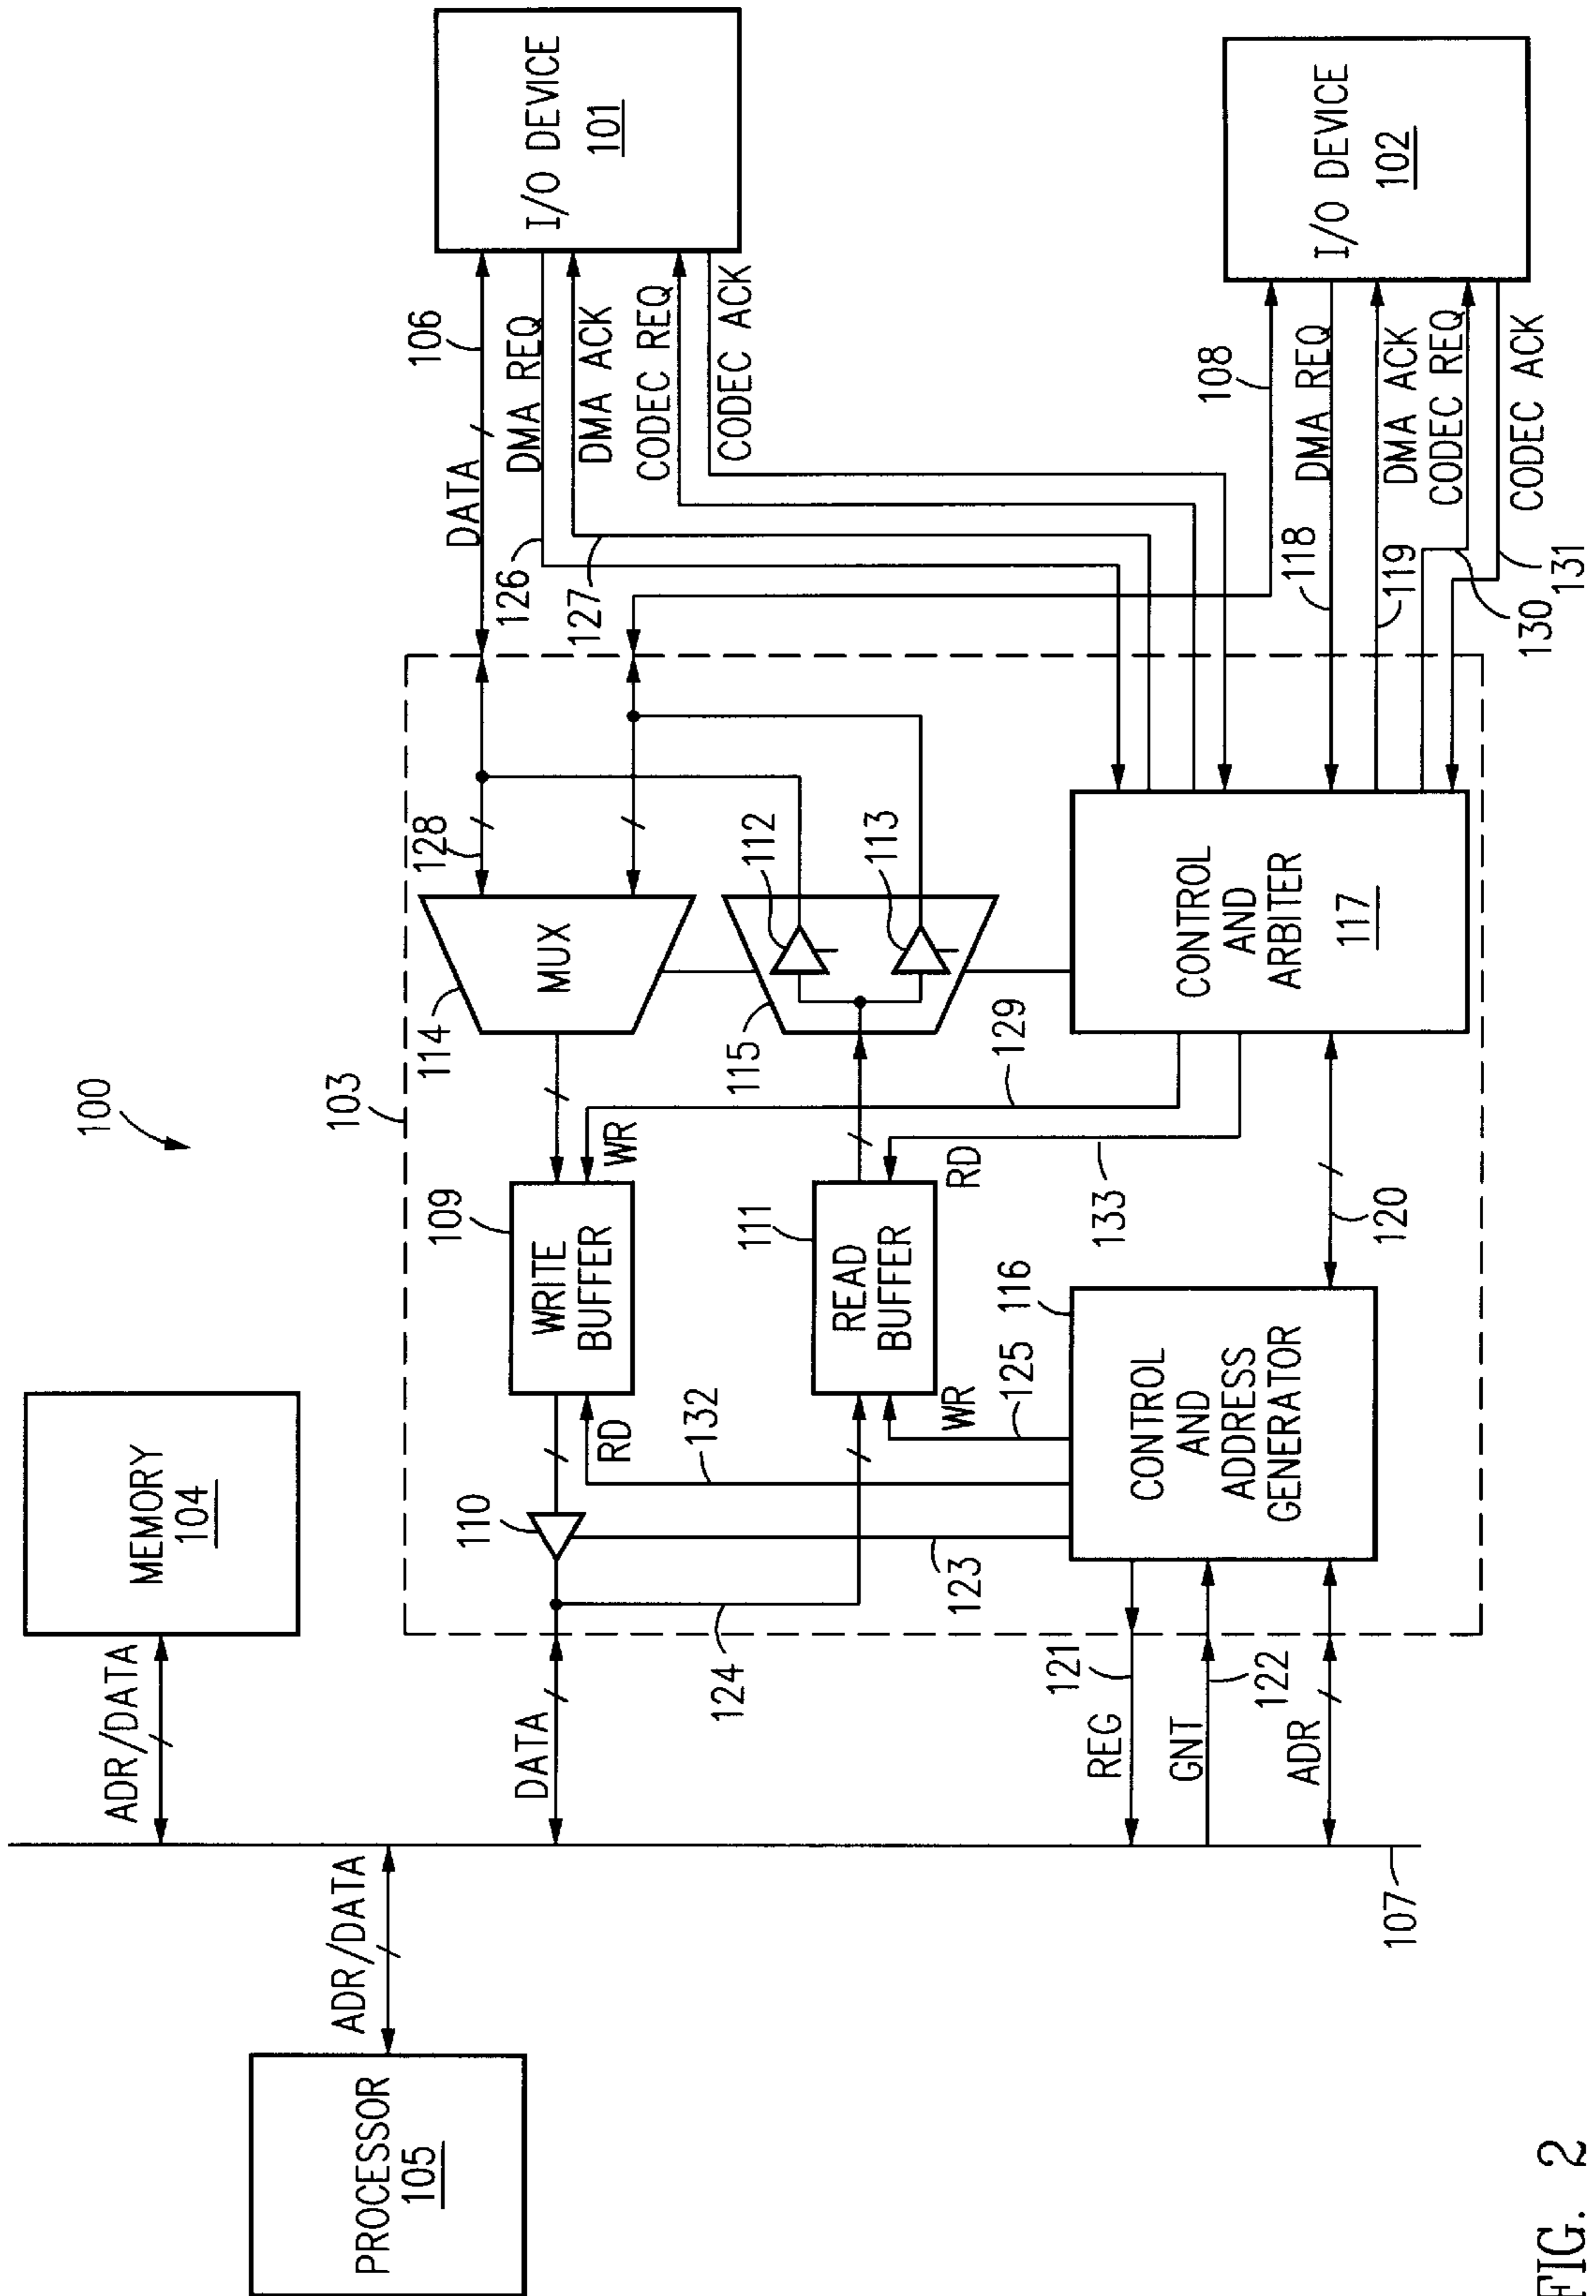 100
PROCESSOR
105
ADR/DATA
MEMORY
104
ADR/DATA
107
103
DATA
124
REG
121
GNT
122
ADR
110
123
132
RD
WRITE
BUFFER
109
WR
READ
BUFFER
111
WR
125
RD
133
129
CONTROL
AND
ADDRESS
GENERATOR
116
120
MUX
114
128
115
112
113
CONTROL
AND
ARBITER
117
DATA
106
126
DMA REQ
127
DMA ACK
CODEC REQ
CODEC ACK
I/O DEVICE
101
108
118
DMA REQ
119
DMA ACK
130
CODEC REQ
131
CODEC ACK
I/O DEVICE
102
FIG. 2